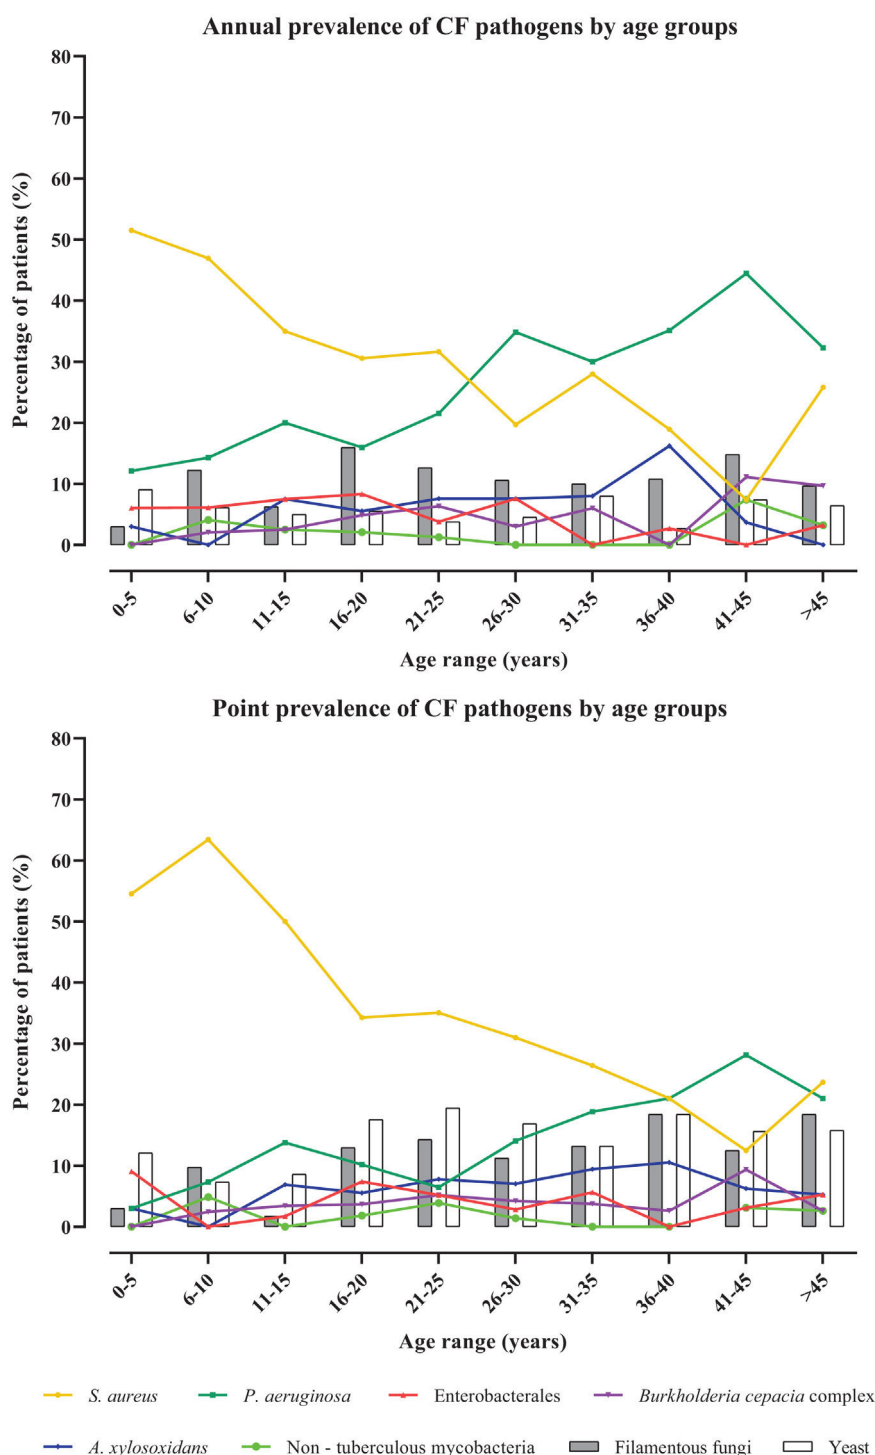 Annual prevalence of CF pathogens by age groups
80
70
60
50
40
30
20
10
0
Percentage of patients (%)
0-5 6-10 11-15 16-20 21-25 26-30 31-35 36-40 41-45 >45
Age range (years)
Point prevalence of CF pathogens by age groups
80
70
60
50
40
30
20
10
0
Percentage of patients (%)
0-5 6-10 11-15 16-20 21-25 26-30 31-35 36-40 41-45 >45
Age range (years)
S. aureus P. aeruginosa Enterobacterales Burkholderia cepacia complex
A. xylosoxidans Non - tuberculous mycobacteria Filamentous fungi Yeast